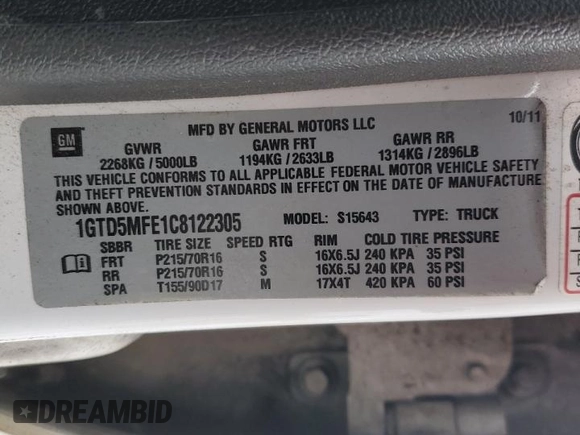 10/11
GM
MFD BY GENERAL MOTORS LLC
GVWR GAWR FRT GAWR RR
2268KG / 5000LB 1194KG / 2633LB 1314KG / 2896LB
THIS VEHICLE CONFORMS TO ALL APPLICABLE FEDERAL MOTOR VEHICLE SAFETY
AND THEFT PREVENTION STANDARDS IN EFFECT ON THE DATE OF MANUFACTURE
SHOWN ABOVE.
1GTD5MFE1C8122305 MODEL: S15643 TYPE: TRUCK
SBBR TIRE SIZE SPEED RTG RIM COLD TIRE PRESSURE
FRT P215/70R16 S 16X6.5J 240 KPA 35 PSI
RR P215/70R16 S 16X6.5J 240 KPA 35 PSI
SPA T155/90D17 M 17X4T 420 KPA 60 PSI
DREAMBID